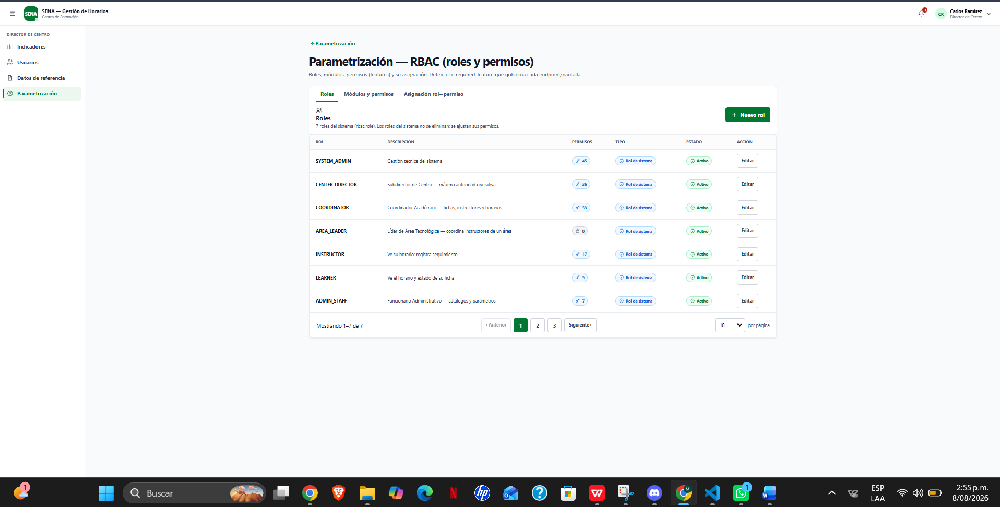 SENA
SENA — Gestión de Horarios
Centro de Formación
3
CR
Carlos Ramírez
Director de Centro
DIRECTOR DE CENTRO
Indicadores
Usuarios
Datos de referencia
Parametrización
← Parametrización
Parametrización — RBAC (roles y permisos)
Roles, módulos, permisos (features) y su asignación. Define el x-required-feature que gobierna cada endpoint/pantalla.
Roles Módulos y permisos Asignación rol↔permiso
Roles
7 roles del sistema (rbac.role). Los roles del sistema no se eliminan; se ajustan sus permisos.
+ Nuevo rol
ROL DESCRIPCIÓN PERMISOS TIPO ESTADO ACCIÓN
SYSTEM_ADMIN Gestión técnica del sistema 45 Rol de sistema Activo Editar
CENTER_DIRECTOR Subdirector de Centro — máxima autoridad operativa 36 Rol de sistema Activo Editar
COORDINATOR Coordinador Académico — fichas, instructores y horarios 33 Rol de sistema Activo Editar
AREA_LEADER Líder de Área Tecnológica — coordina instructores de un área 0 Rol de sistema Activo Editar
INSTRUCTOR Ve su horario; registra seguimiento 17 Rol de sistema Activo Editar
LEARNER Ve el horario y estado de su ficha 5 Rol de sistema Activo Editar
ADMIN_STAFF Funcionario Administrativo — catálogos y parámetros 7 Rol de sistema Activo Editar
Mostrando 1–7 de 7 ‹ Anterior 1 2 3 Siguiente › 10 por página
1
Buscar
N
hp
?
W
M
1
W
ESP
LAA
2:55 p. m.
8/08/2026